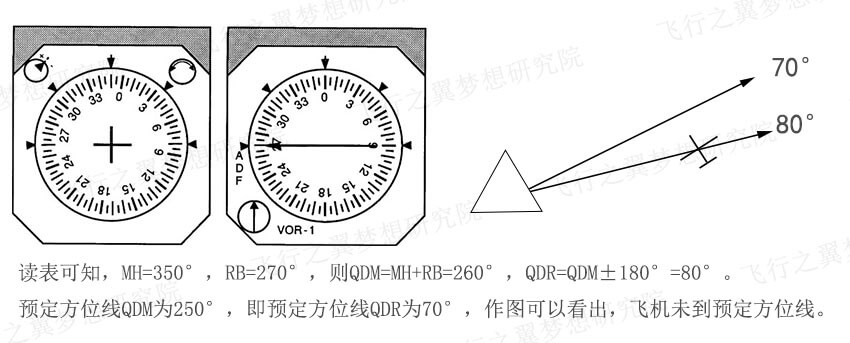 飞行之翼梦想研究院
0 3 6 9 12 15 18 21 24 27 30 33
0 3 6 9 12 15 18 21 24 27 30 33
ADF
VOR-1
70°
80°
读表可知，MH=350°，RB=270°，则QDM=MH+RB=260°，QDR=QDM±180°=80°。
预定方位线QDM为250°，即预定方位线QDR为70°，作图可以看出，飞机未到预定方位线。